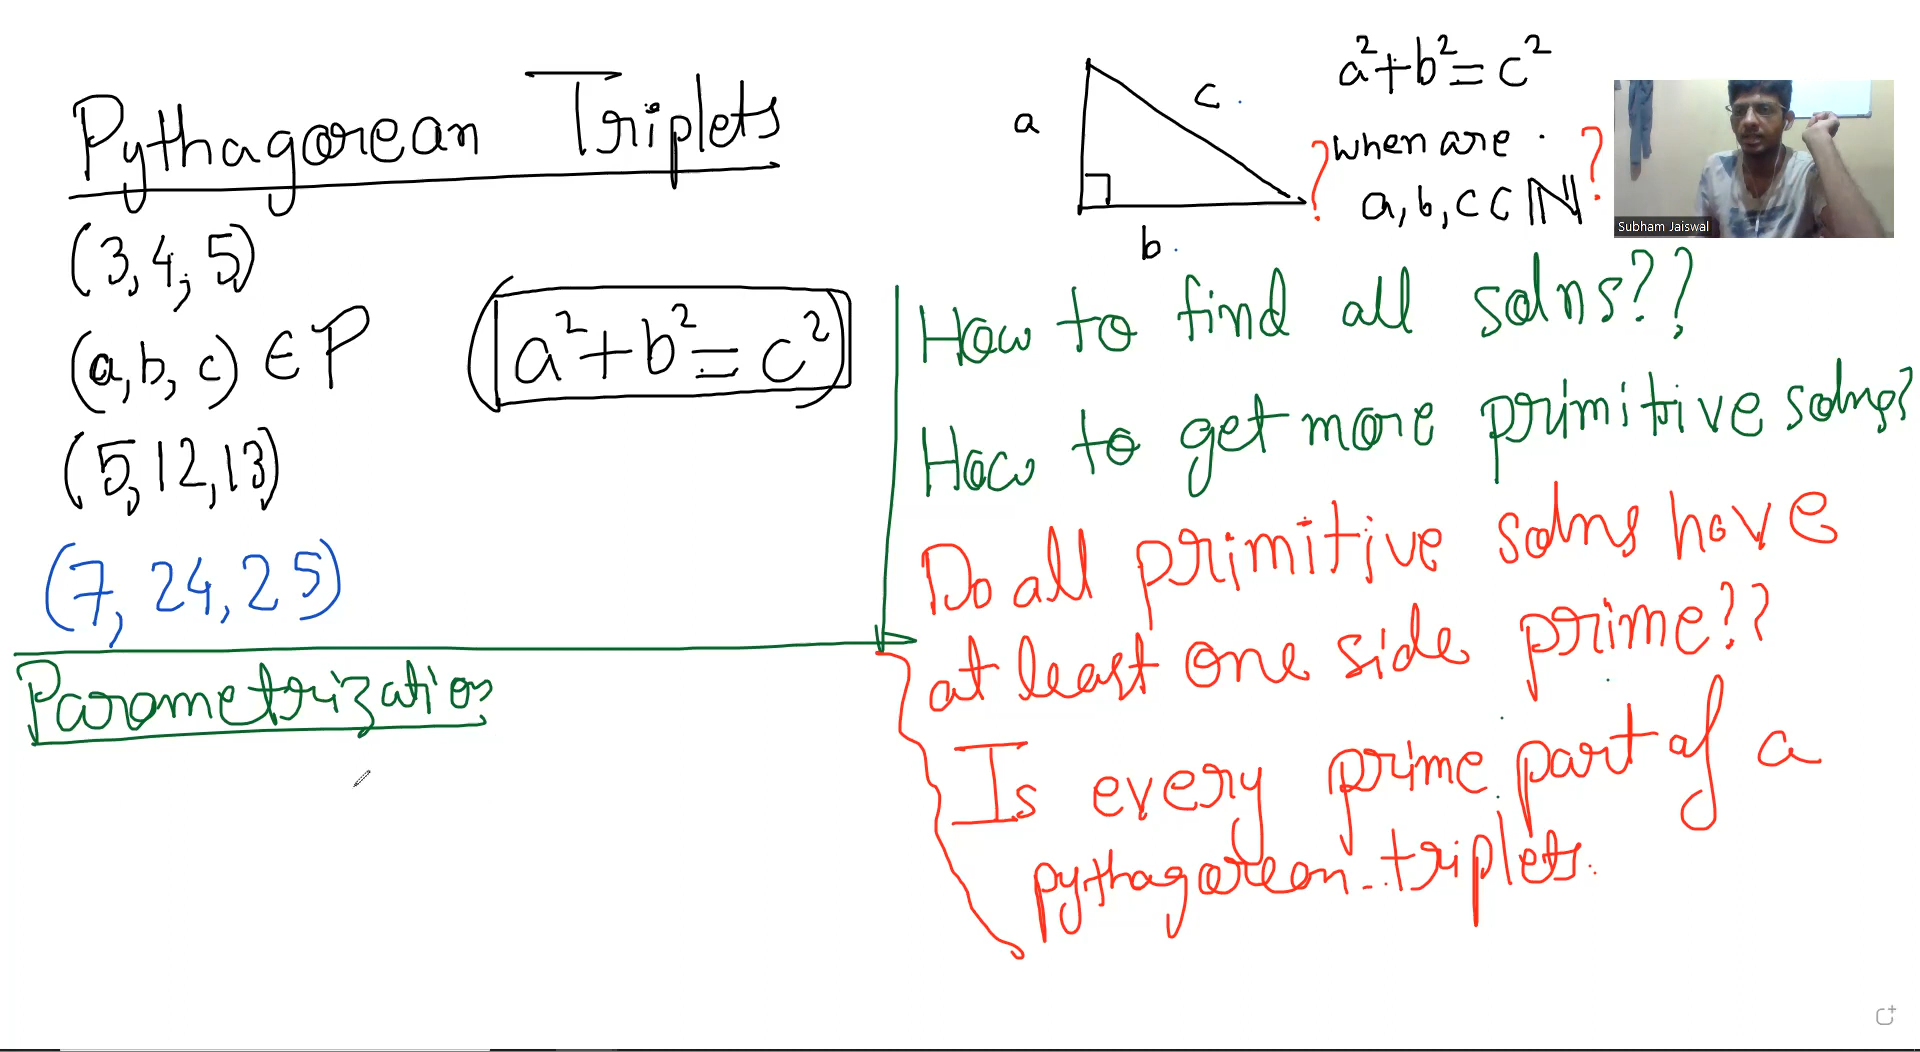 Pythagorean Triplets
(3, 4, 5)
(a, b, c) ∈ P
(a²+b²=c²)
(5, 12, 13)
(7, 24, 25)
Parametrization
a
b
c
a²+b²=c²
? when are ?
a, b, c ⊂ ℕ
Subham Jaiswal
How to find all solns??
How to get more primitive solns?
Do all primitive solns have
at least one side prime??
Is every prime part of a
pythagorean triplets.